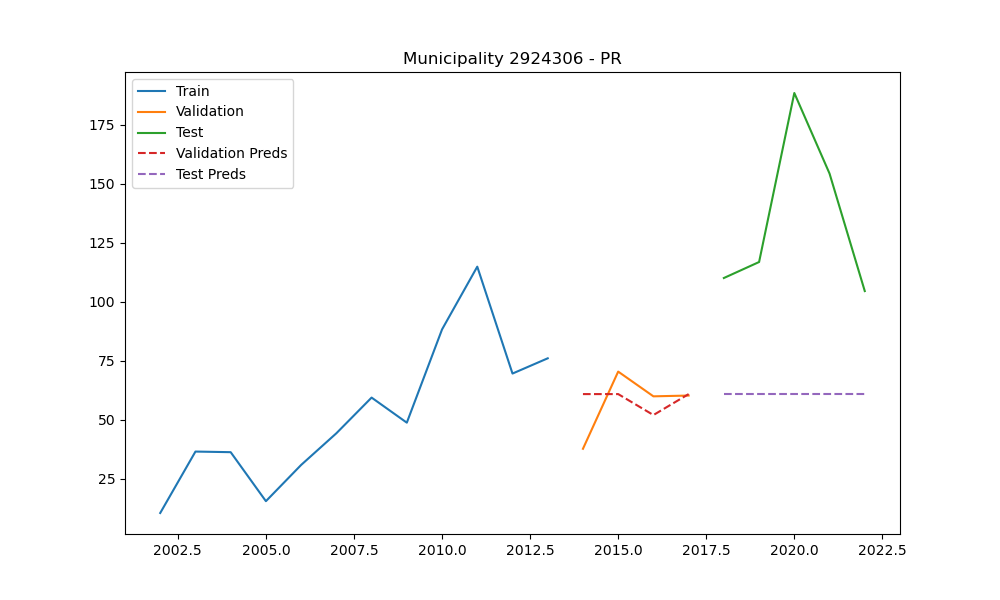 Municipality 2924306 - PR
Train
Validation
Test
Validation Preds
Test Preds
175
150
125
100
75
50
25
2002.5 2005.0 2007.5 2010.0 2012.5 2015.0 2017.5 2020.0 2022.5